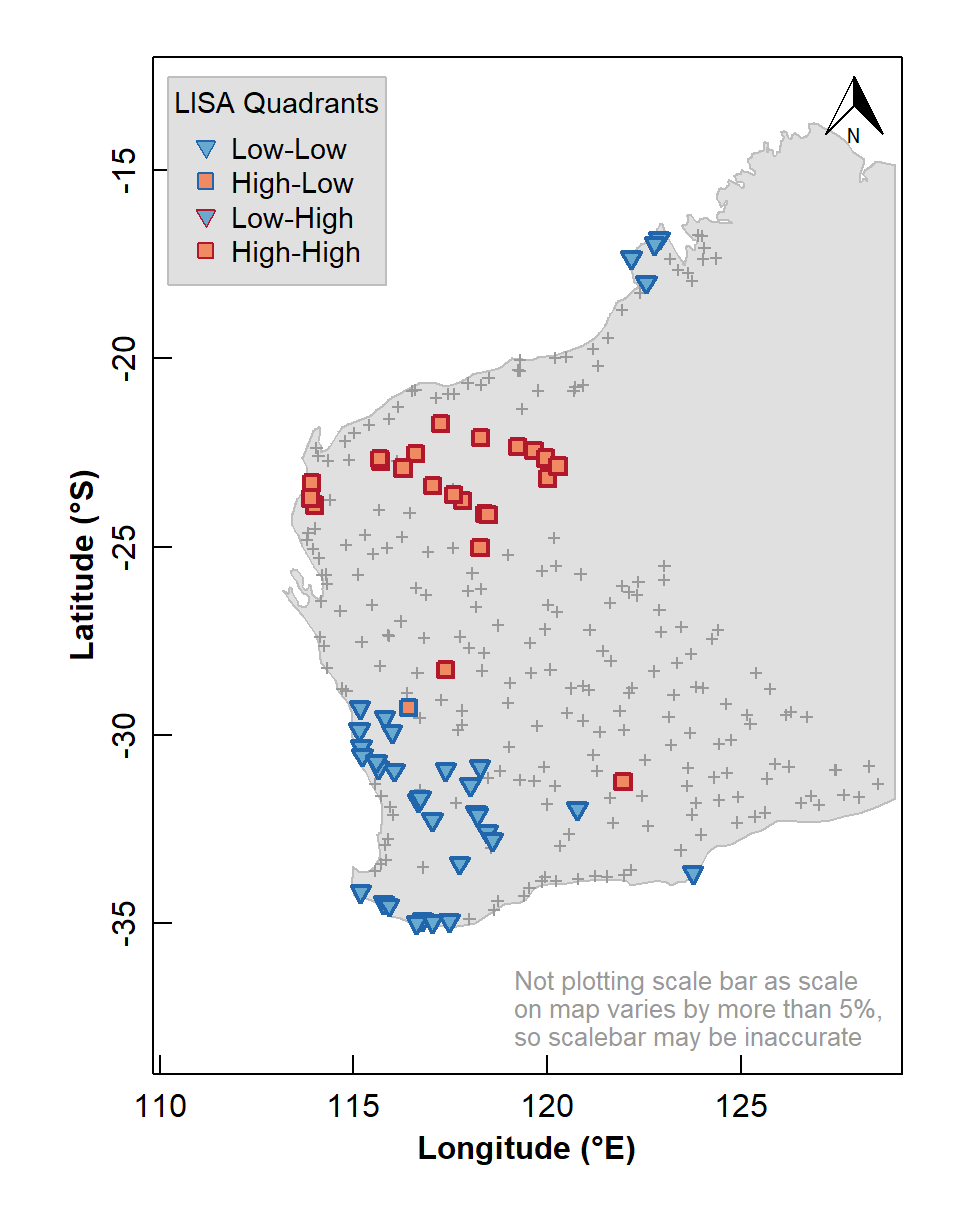 LISA Quadrants
Low-Low
High-Low
Low-High
High-High
N
-15
-20
-25
-30
-35
Latitude (°S)
Not plotting scale bar as scale
on map varies by more than 5%,
so scalebar may be inaccurate
110 115 120 125
Longitude (°E)